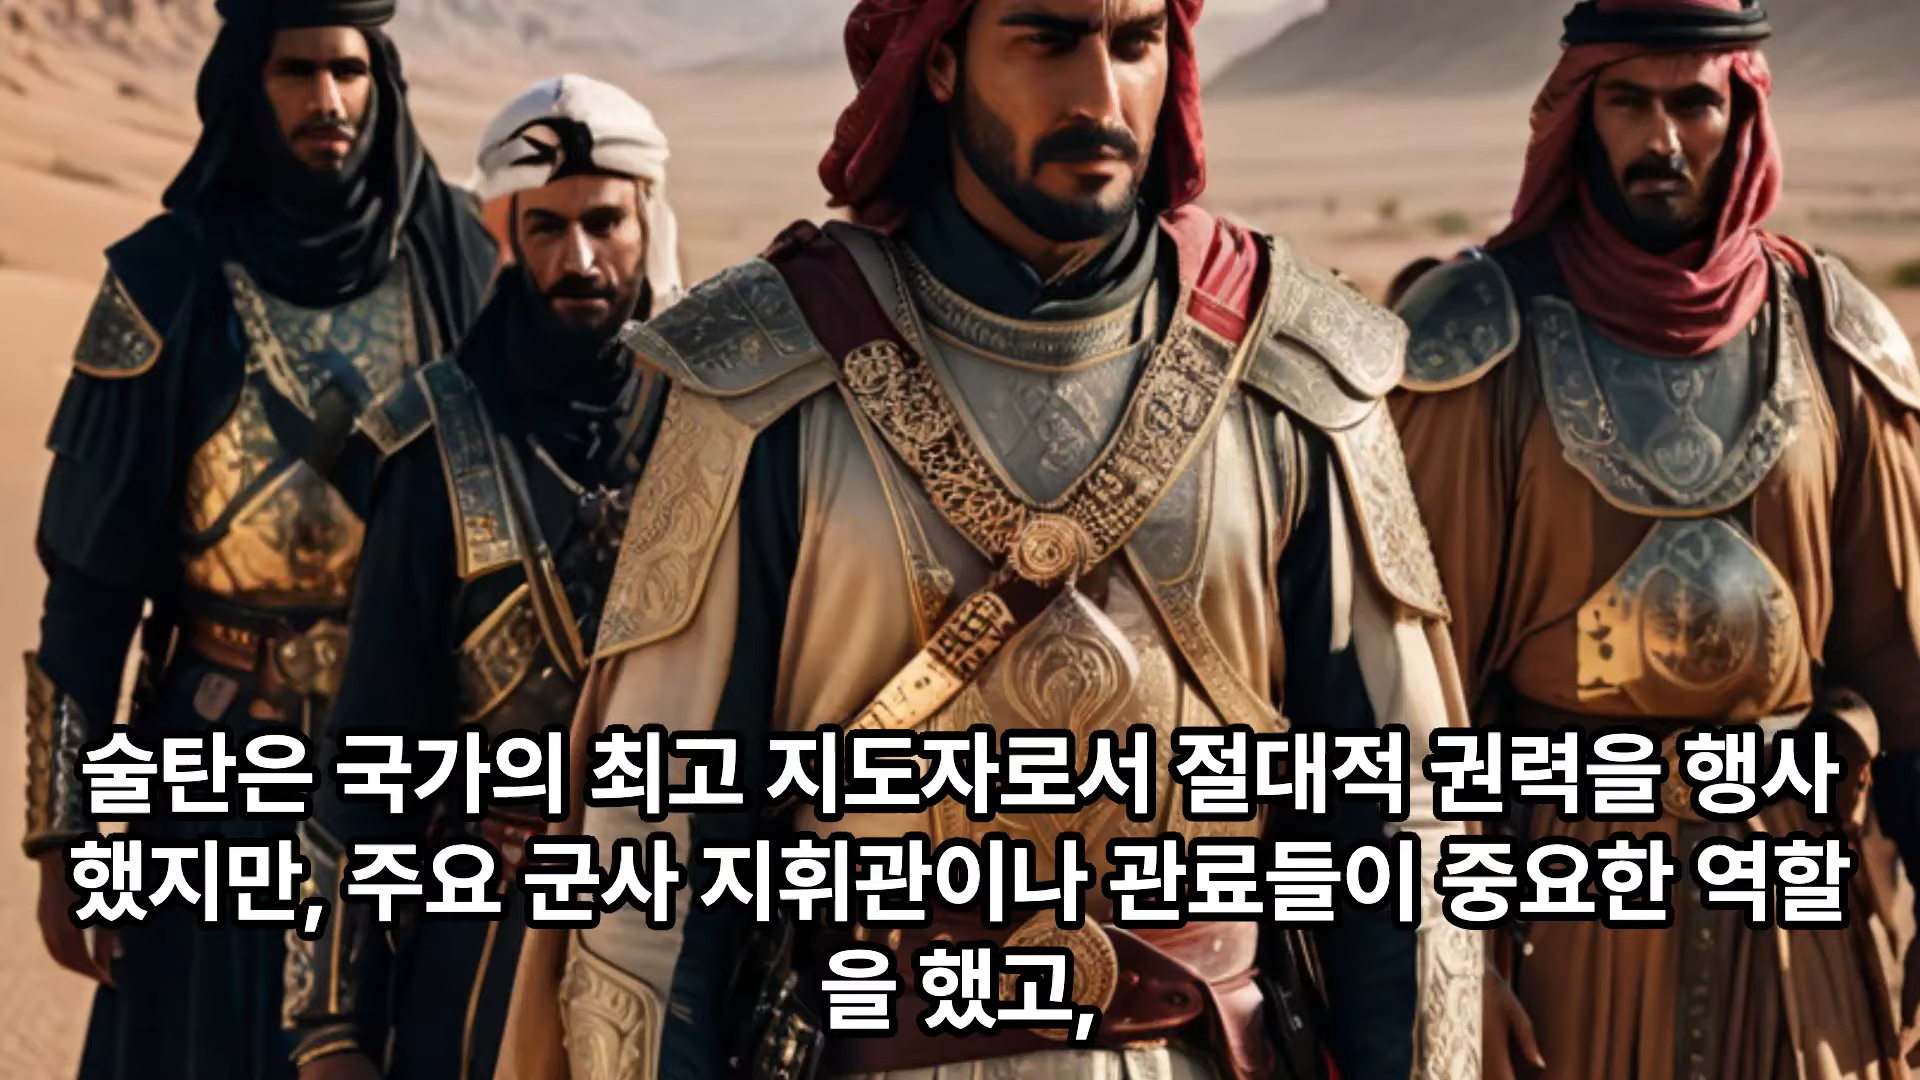 술탄은 국가의 최고 지도자로서 절대적 권력을 행사
했지만, 주요 군사 지휘관이나 관료들이 중요한 역할
을 했고,